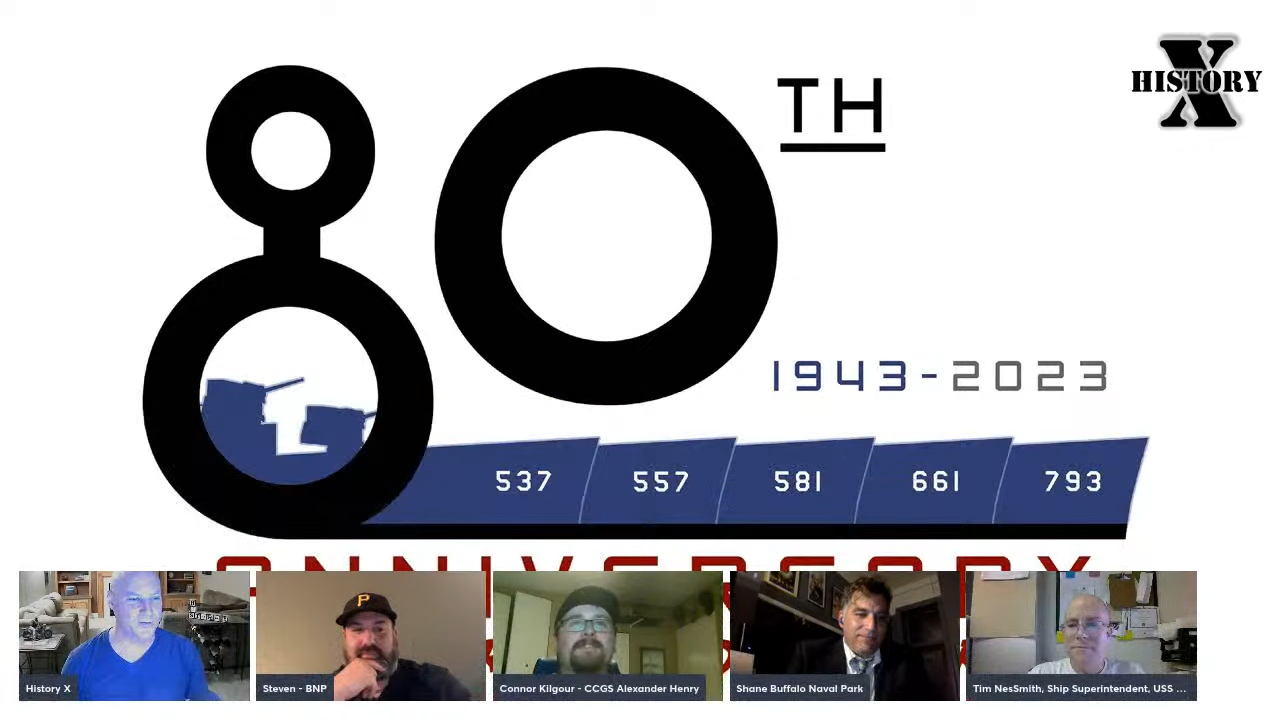 80TH
HISTORY
X
1943-2023
537 557 581 661 793
ANNIVERSARY
History X
Steven - BNP
Connor Kilgour - CCGS Alexander Henry
Shane Buffalo Naval Park
Tim NesSmith, Ship Superintendent, USS ...